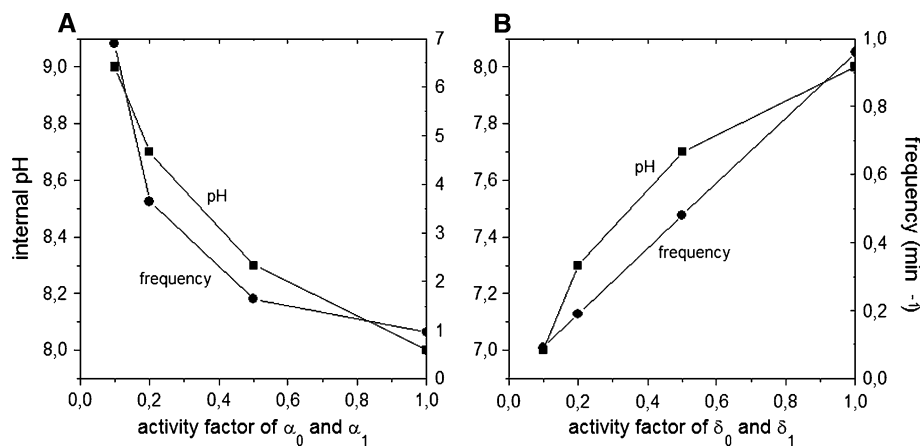 A
B
7
9,0
6
8,8
5
8,6
4
8,4
3
8,2
2
8,0
1
0
internal pH
pH
frequency
0,0 0,2 0,4 0,6 0,8 1,0
activity factor of α0 and α1
8,0
7,8
7,6
7,4
7,2
7,0
1,0
0,8
0,6
0,4
0,2
0,0
pH
frequency
frequency (min -1)
0,0 0,2 0,4 0,6 0,8 1,0
activity factor of δ0 and δ1